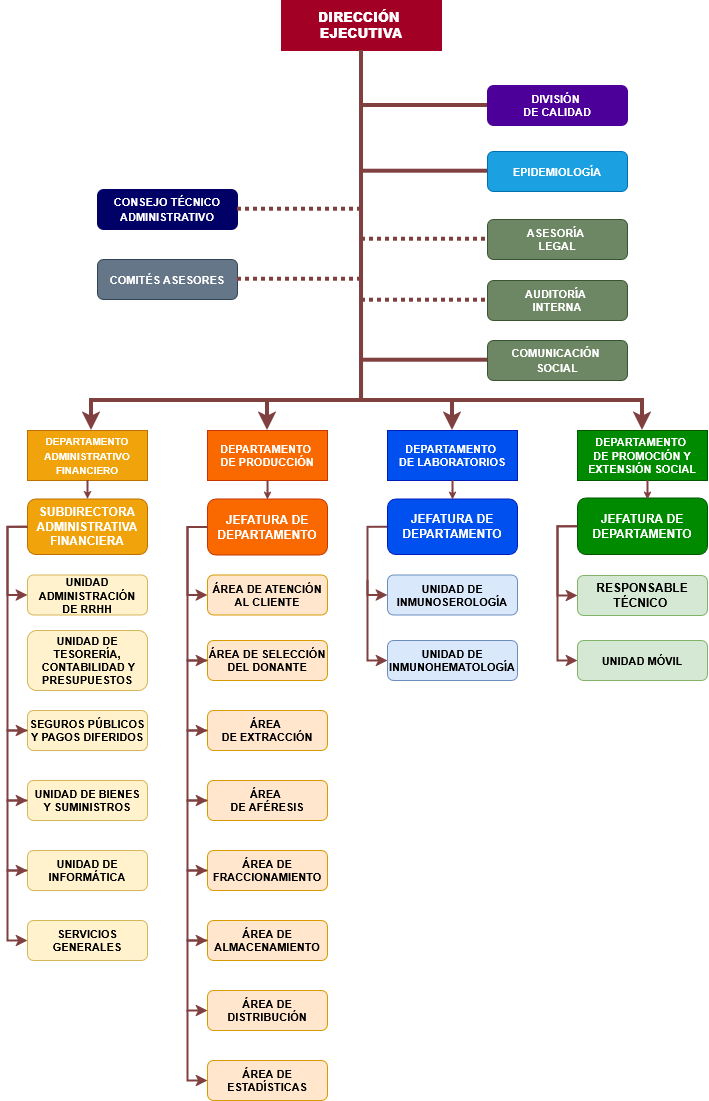 DIRECCIÓN
EJECUTIVA
DIVISIÓN
DE CALIDAD
EPIDEMIOLOGÍA
CONSEJO TÉCNICO
ADMINISTRATIVO
ASESORÍA
LEGAL
COMITÉS ASESORES
AUDITORÍA
INTERNA
COMUNICACIÓN
SOCIAL
DEPARTAMENTO
ADMINISTRATIVO
FINANCIERO
SUBDIRECTORA
ADMINISTRATIVA
FINANCIERA
UNIDAD
ADMINISTRACIÓN
DE RRHH
UNIDAD DE
TESORERÍA,
CONTABILIDAD Y
PRESUPUESTOS
SEGUROS PÚBLICOS
Y PAGOS DIFERIDOS
UNIDAD DE BIENES
Y SUMINISTROS
UNIDAD DE
INFORMÁTICA
SERVICIOS
GENERALES
DEPARTAMENTO
DE PRODUCCIÓN
JEFATURA DE
DEPARTAMENTO
ÁREA DE ATENCIÓN
AL CLIENTE
ÁREA DE SELECCIÓN
DEL DONANTE
ÁREA
DE EXTRACCIÓN
ÁREA
DE AFÉRESIS
ÁREA DE
FRACCIONAMIENTO
ÁREA DE
ALMACENAMIENTO
ÁREA DE
DISTRIBUCIÓN
ÁREA DE
ESTADÍSTICAS
DEPARTAMENTO
DE LABORATORIOS
JEFATURA DE
DEPARTAMENTO
UNIDAD DE
INMUNOSEROLOGÍA
UNIDAD DE
INMUNOHEMATOLOGÍA
DEPARTAMENTO
DE PROMOCIÓN Y
EXTENSIÓN SOCIAL
JEFATURA DE
DEPARTAMENTO
RESPONSABLE
TÉCNICO
UNIDAD MÓVIL